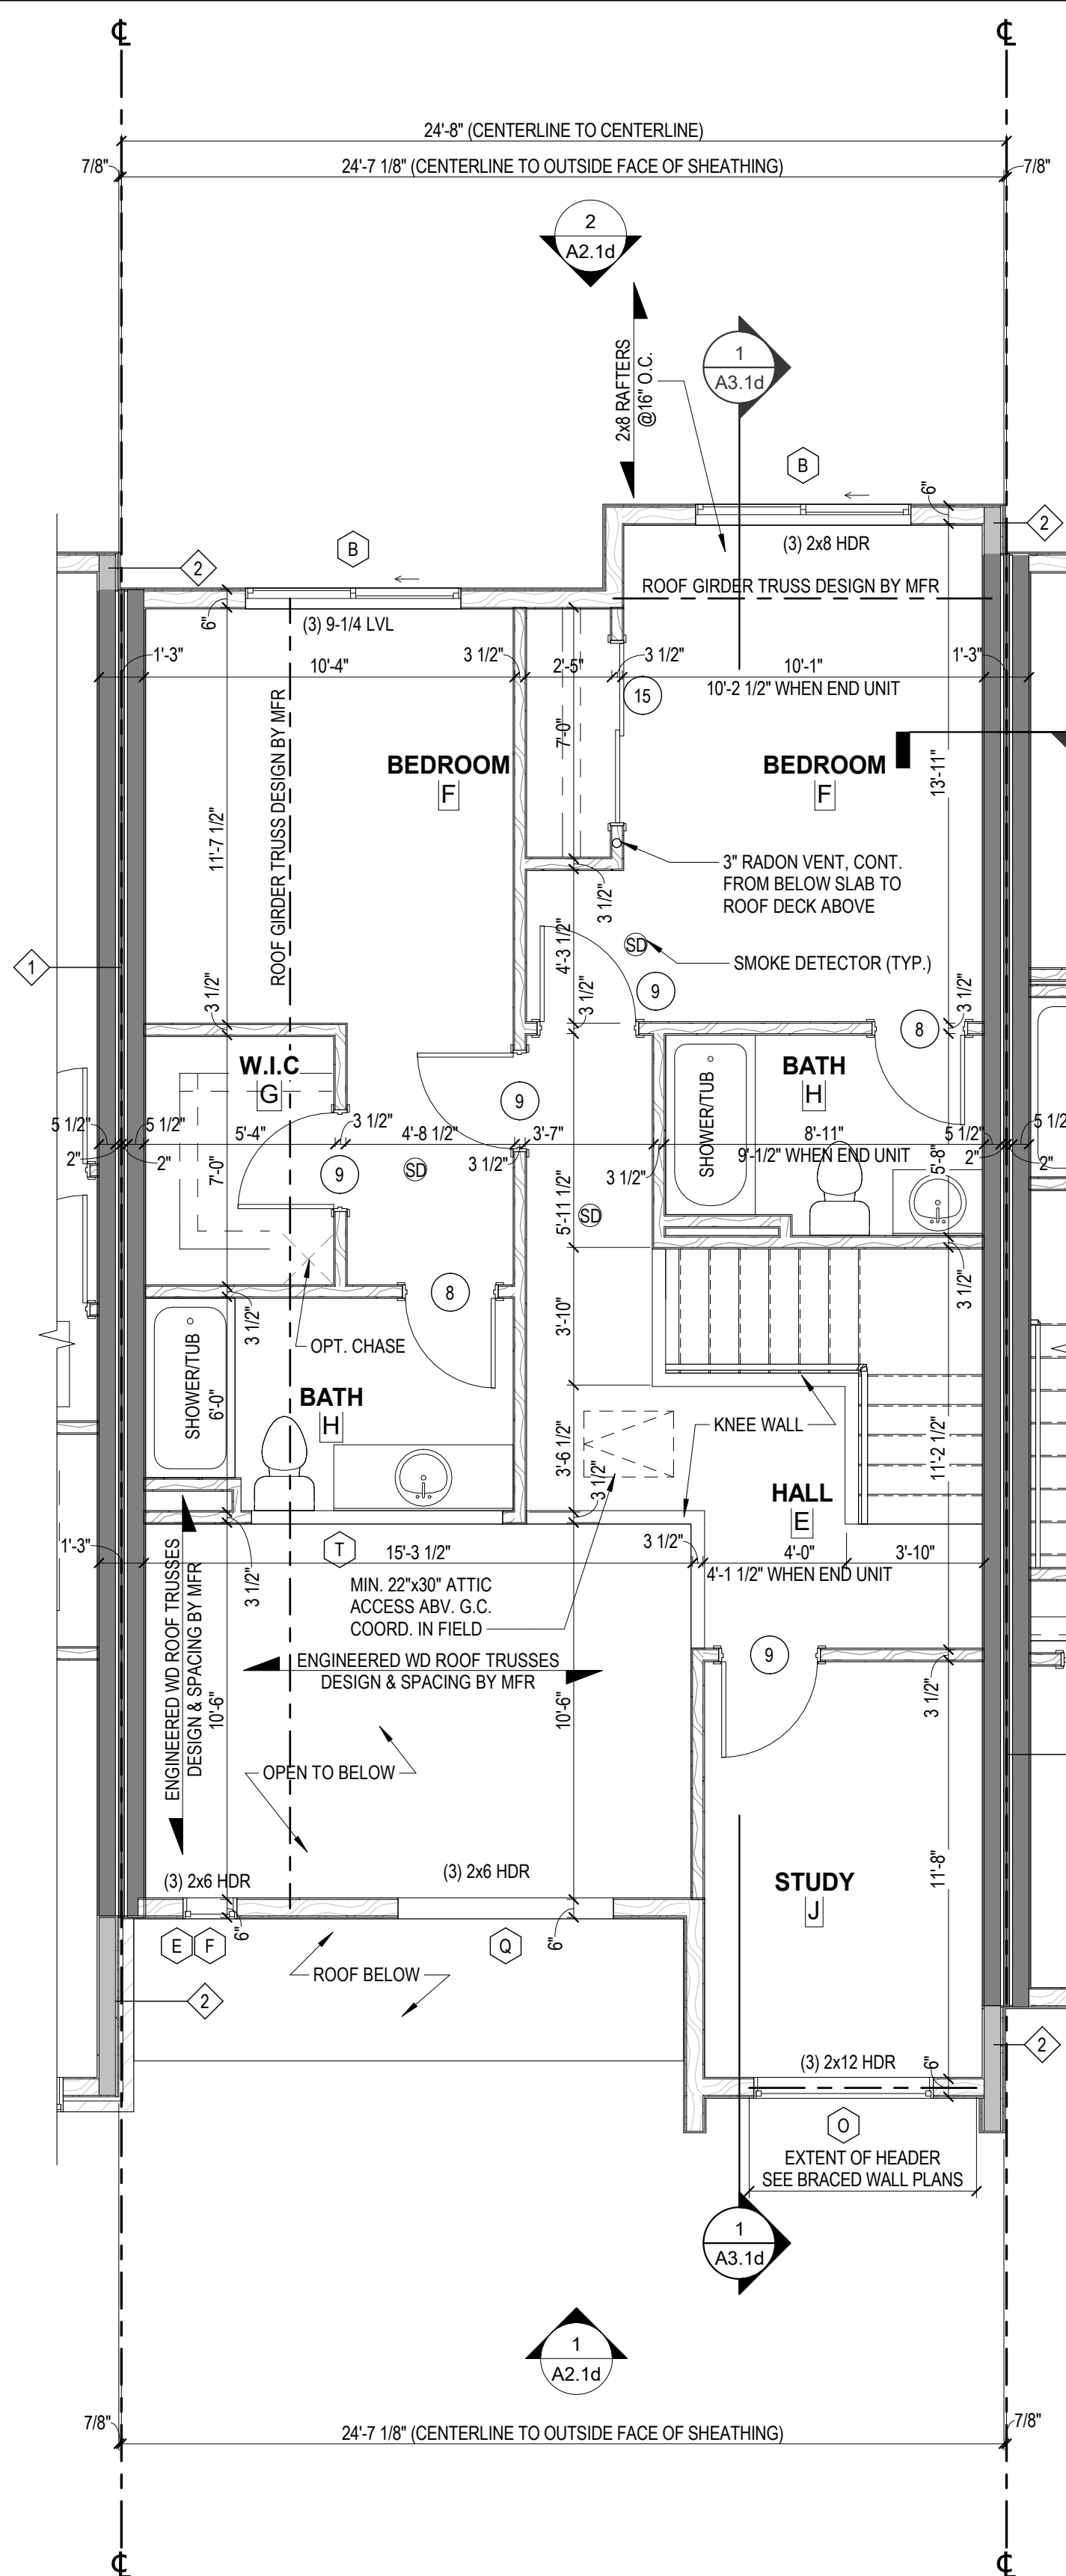 ℄ ℄
24'-8" (CENTERLINE TO CENTERLINE)
7/8" 24'-7 1/8" (CENTERLINE TO OUTSIDE FACE OF SHEATHING) 7/8"
2
A2.1d
2x8 RAFTERS
@16" O.C.
1
A3.1d
B
6"
2
(3) 2x8 HDR
B
2
ROOF GIRDER TRUSS DESIGN BY MFR
6"
(3) 9-1/4 LVL
1'-3" 10'-4" 3 1/2" 2'-5" 3 1/2" 10'-1" 1'-3"
10'-2 1/2" WHEN END UNIT
15
ROOF GIRDER TRUSS DESIGN BY MFR
7'-0"
BEDROOM
F
BEDROOM
F
13'-11"
11'-7 1/2"
3" RADON VENT, CONT.
FROM BELOW SLAB TO
ROOF DECK ABOVE
3 1/2"
4'-3 1/2"
SD
SMOKE DETECTOR (TYP.)
1
9
3 1/2"
3 1/2"
3 1/2"
8
W.I.C
G
BATH
H
SHOWER/TUB
9
5 1/2" 5 1/2" 5'-4" 3 1/2" 4'-8 1/2" 3'-7" 8'-11" 5 1/2" 5 1/2
2" 2" 3 1/2" 3 1/2" 9'-1/2" WHEN END UNIT 2" 2"
7'-0"
9
SD
5'-8"
5'-11 1/2"
SD
3 1/2"
8
3 1/2"
3'-10"
OPT. CHASE
SHOWER/TUB
6'-0"
BATH
H
KNEE WALL
3'-6 1/2"
11'-2 1/2"
3 1/2"
HALL
E
1'-3" T 15'-3 1/2" 3 1/2" 4'-0" 3'-10"
4'-1 1/2" WHEN END UNIT
3 1/2"
MIN. 22"x30" ATTIC
ACCESS ABV. G.C.
COORD. IN FIELD
ENGINEERED WD ROOF TRUSSES
DESIGN & SPACING BY MFR
ENGINEERED WD ROOF TRUSSES
DESIGN & SPACING BY MFR
9
3 1/2"
10'-6"
10'-6"
OPEN TO BELOW
(3) 2x6 HDR
(3) 2x6 HDR
STUDY
J
11'-8"
E F
6"
Q
6"
ROOF BELOW
2
(3) 2x12 HDR
6"
2
O
EXTENT OF HEADER
SEE BRACED WALL PLANS
1
A3.1d
1
A2.1d
7/8" 24'-7 1/8" (CENTERLINE TO OUTSIDE FACE OF SHEATHING) 7/8"
℄ ℄